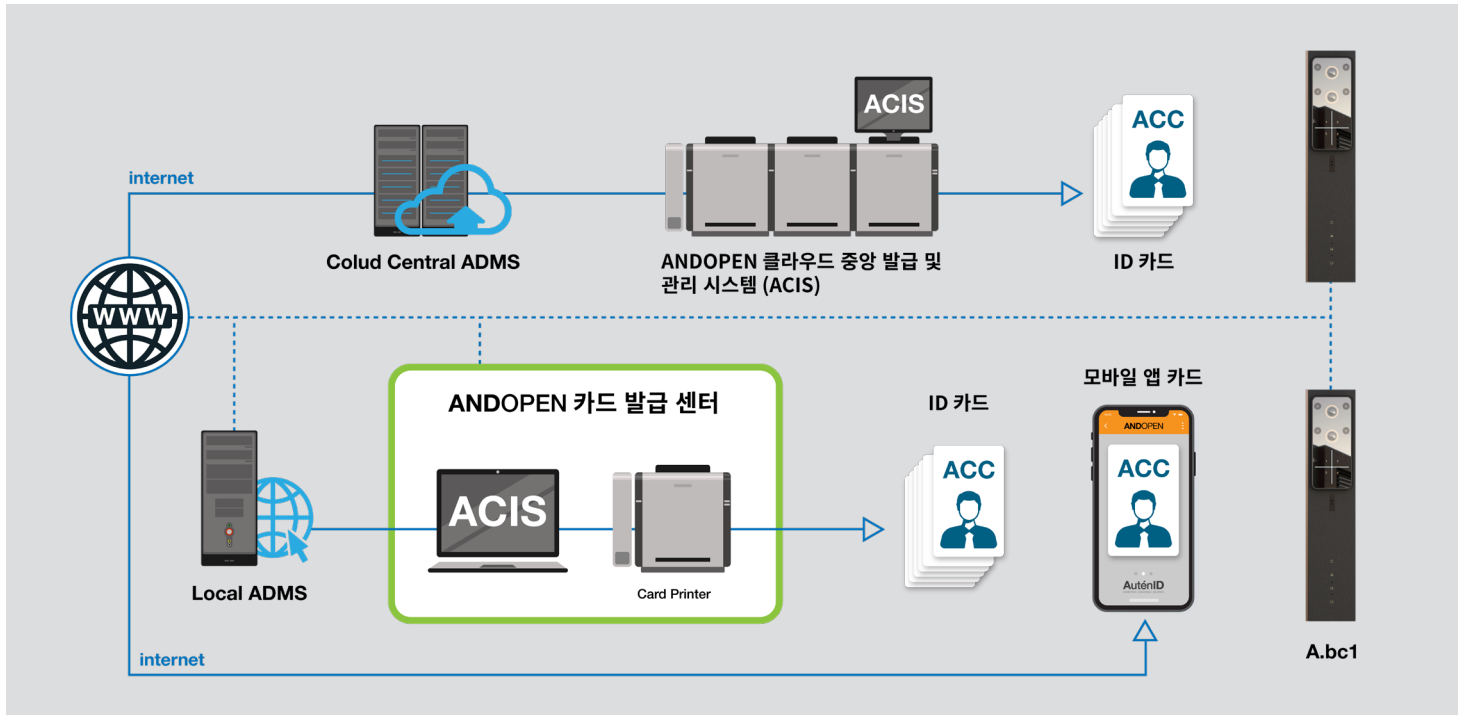 ACIS
ACC
internet
Colud Central ADMS
ANDOPEN 클라우드 중앙 발급 및
관리 시스템 (ACIS)
ID 카드
WWW
ANDOPEN 카드 발급 센터
ID 카드
모바일 앱 카드
ANDOPEN
ACIS
ACC
ACC
AuténID
Local ADMS
Card Printer
internet
A.bc1